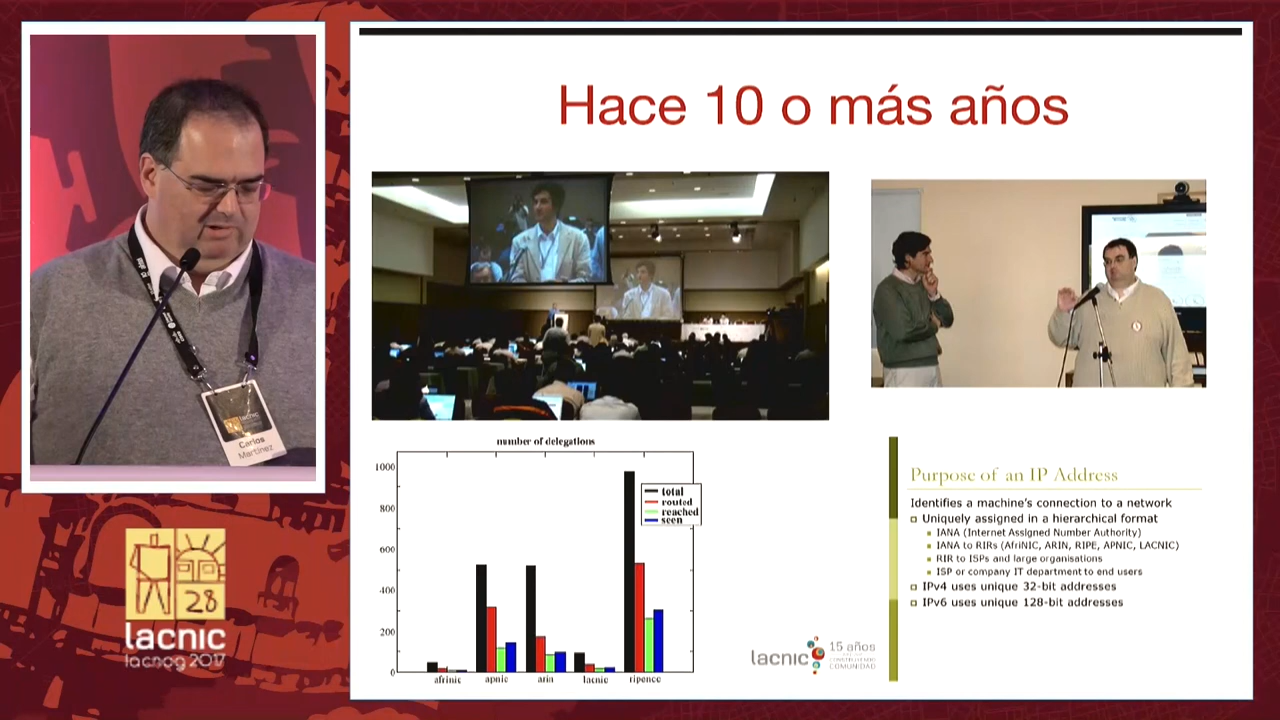 Hace 10 o más años
lacnic
Carlos
Martínez
number of delegations
1000
800
600
400
200
0
total
routed
reached
seen
afrinic
apnic
arin
lacnic
ripencc
Purpose of an IP Address
Identifies a machine's connection to a network
Uniquely assigned in a hierarchical format
IANA (Internet Assigned Number Authority)
IANA to RIRs (AfriNIC, ARIN, RIPE, APNIC, LACNIC)
RIR to ISPs and large organisations
ISP or company IT department to end users
IPv4 uses unique 32-bit addresses
IPv6 uses unique 128-bit addresses
lacnic
15 años
CONSTRUYENDO
COMUNIDAD
28
lacnic
lacnog 2017